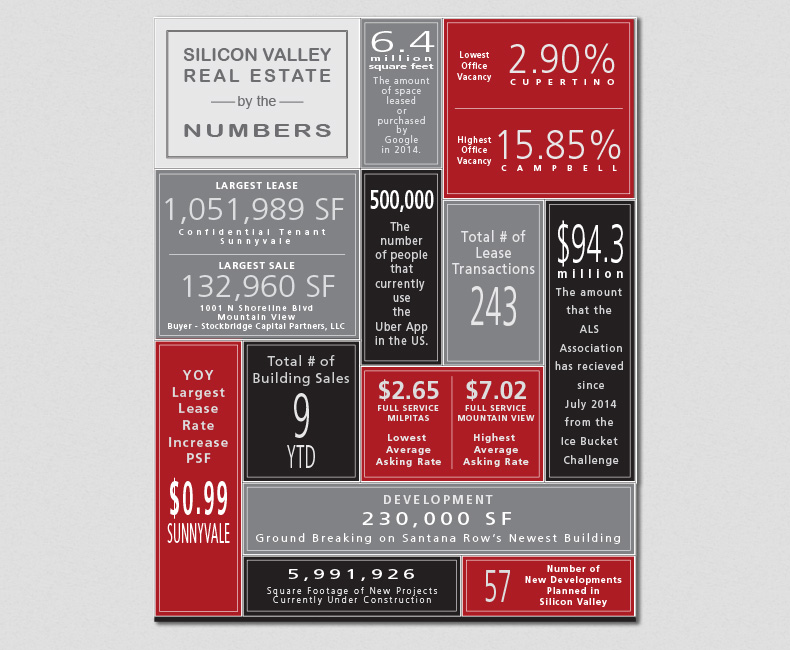 SILICON VALLEY
REAL ESTATE
by the
NUMBERS
6.4
million
square feet
The amount
of space
leased
or
purchased
by
Google
in 2014.
Lowest
Office
Vacancy
2.90%
CUPERTINO
Highest
Office
Vacancy
15.85%
CAMPBELL
LARGEST LEASE
1,051,989 SF
Confidential Tenant
Sunnyvale
LARGEST SALE
132,960 SF
1001 N Shoreline Blvd
Mountain View
Buyer - Stockbridge Capital Partners, LLC
500,000
The
number
of people
that
currently
use
the
Uber App
in the US.
Total # of
Lease
Transactions
243
$94.3
million
The amount
that the
ALS
Association
has recieved
since
July 2014
from the
Ice Bucket
Challenge
YOY
Largest
Lease
Rate
Increase
PSF
$0.99
SUNNYVALE
Total # of
Building Sales
9
YTD
$2.65
FULL SERVICE
MILPITAS
Lowest
Average
Asking Rate
$7.02
FULL SERVICE
MOUNTAIN VIEW
Highest
Average
Asking Rate
DEVELOPMENT
230,000 SF
Ground Breaking on Santana Row's Newest Building
5,991,926
Square Footage of New Projects
Currently Under Construction
57
Number of
New Developments
Planned in
Silicon Valley